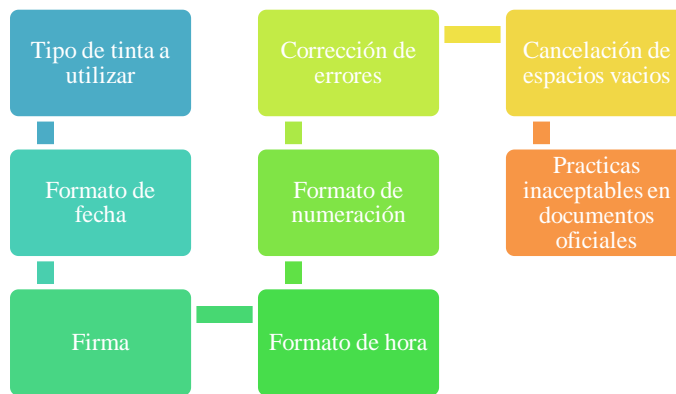 Tipo de tinta a
utilizar
Formato de
fecha
Firma
Formato de hora
Formato de
numeración
Corrección de
errores
Cancelación de
espacios vacios
Practicas
inaceptables en
documentos
oficiales